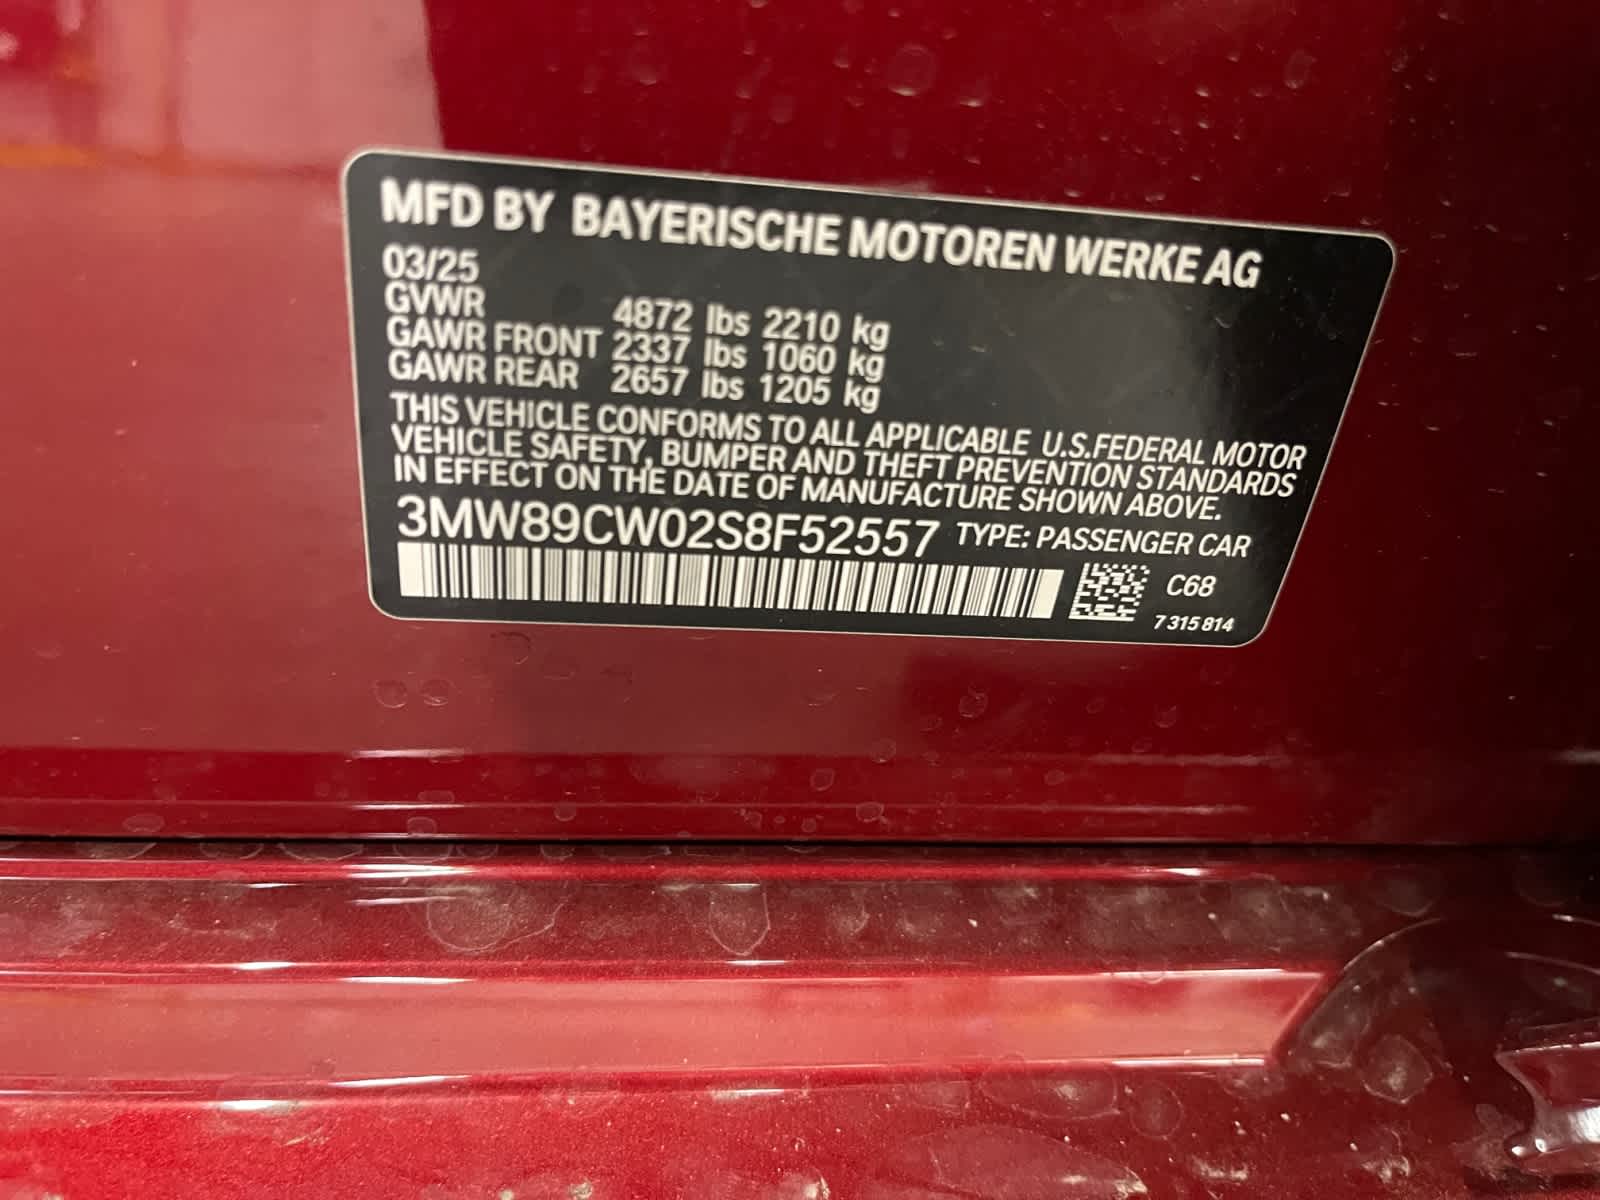 MFD BY BAYERISCHE MOTOREN WERKE AG
03/25
GVWR 4872 lbs 2210 kg
GAWR FRONT 2337 lbs 1060 kg
GAWR REAR 2657 lbs 1205 kg
THIS VEHICLE CONFORMS TO ALL APPLICABLE U.S.FEDERAL MOTOR
VEHICLE SAFETY, BUMPER AND THEFT PREVENTION STANDARDS
IN EFFECT ON THE DATE OF MANUFACTURE SHOWN ABOVE.
3MW89CW02S8F52557 TYPE: PASSENGER CAR
C68
7 315 814